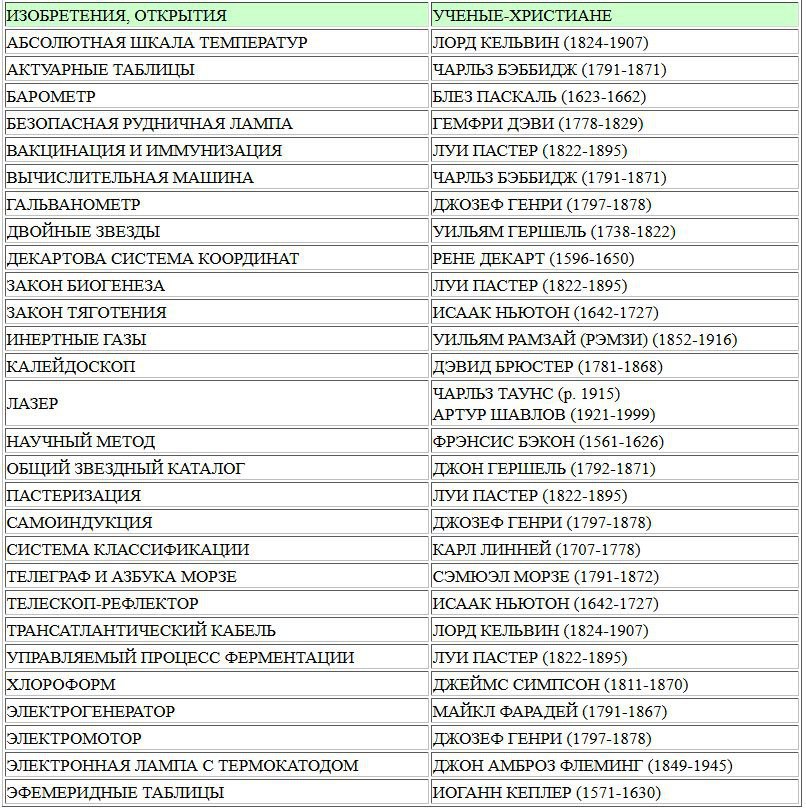 ИЗОБРЕТЕНИЯ, ОТКРЫТИЯ УЧЕНЫЕ-ХРИСТИАНЕ
АБСОЛЮТНАЯ ШКАЛА ТЕМПЕРАТУР ЛОРД КЕЛЬВИН (1824-1907)
АКТУАРНЫЕ ТАБЛИЦЫ ЧАРЛЬЗ БЭББИДЖ (1791-1871)
БАРОМЕТР БЛЕЗ ПАСКАЛЬ (1623-1662)
БЕЗОПАСНАЯ РУДНИЧНАЯ ЛАМПА ГЕМФРИ ДЭВИ (1778-1829)
ВАКЦИНАЦИЯ И ИММУНИЗАЦИЯ ЛУИ ПАСТЕР (1822-1895)
ВЫЧИСЛИТЕЛЬНАЯ МАШИНА ЧАРЛЬЗ БЭББИДЖ (1791-1871)
ГАЛЬВАНОМЕТР ДЖОЗЕФ ГЕНРИ (1797-1878)
ДВОЙНЫЕ ЗВЕЗДЫ УИЛЬЯМ ГЕРШЕЛЬ (1738-1822)
ДЕКАРТОВА СИСТЕМА КООРДИНАТ РЕНЕ ДЕКАРТ (1596-1650)
ЗАКОН БИОГЕНЕЗА ЛУИ ПАСТЕР (1822-1895)
ЗАКОН ТЯГОТЕНИЯ ИСААК НЬЮТОН (1642-1727)
ИНЕРТНЫЕ ГАЗЫ УИЛЬЯМ РАМЗАЙ (РЭМЗИ) (1852-1916)
КАЛЕЙДОСКОП ДЭВИД БРЮСТЕР (1781-1868)
ЛАЗЕР ЧАРЛЬЗ ТАУНС (р. 1915)
АРТУР ШАВЛОВ (1921-1999)
НАУЧНЫЙ МЕТОД ФРЭНСИС БЭКОН (1561-1626)
ОБЩИЙ ЗВЕЗДНЫЙ КАТАЛОГ ДЖОН ГЕРШЕЛЬ (1792-1871)
ПАСТЕРИЗАЦИЯ ЛУИ ПАСТЕР (1822-1895)
САМОИНДУКЦИЯ ДЖОЗЕФ ГЕНРИ (1797-1878)
СИСТЕМА КЛАССИФИКАЦИИ КАРЛ ЛИННЕЙ (1707-1778)
ТЕЛЕГРАФ И АЗБУКА МОРЗЕ СЭМЮЭЛ МОРЗЕ (1791-1872)
ТЕЛЕСКОП-РЕФЛЕКТОР ИСААК НЬЮТОН (1642-1727)
ТРАНСАТЛАНТИЧЕСКИЙ КАБЕЛЬ ЛОРД КЕЛЬВИН (1824-1907)
УПРАВЛЯЕМЫЙ ПРОЦЕСС ФЕРМЕНТАЦИИ ЛУИ ПАСТЕР (1822-1895)
ХЛОРОФОРМ ДЖЕЙМС СИМПСОН (1811-1870)
ЭЛЕКТРОГЕНЕРАТОР МАЙКЛ ФАРАДЕЙ (1791-1867)
ЭЛЕКТРОМОТОР ДЖОЗЕФ ГЕНРИ (1797-1878)
ЭЛЕКТРОННАЯ ЛАМПА С ТЕРМОКАТОДОМ ДЖОН АМБРОЗ ФЛЕМИНГ (1849-1945)
ЭФЕМЕРИДНЫЕ ТАБЛИЦЫ ИОГАНН КЕПЛЕР (1571-1630)